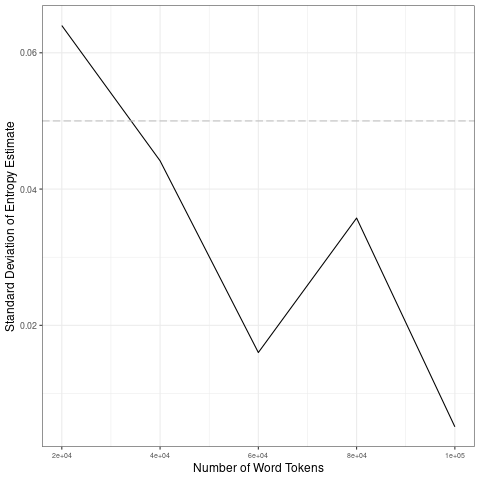 0.06
0.04
0.02
Standard Deviation of Entropy Estimate
2e+04 4e+04 6e+04 8e+04 1e+05
Number of Word Tokens